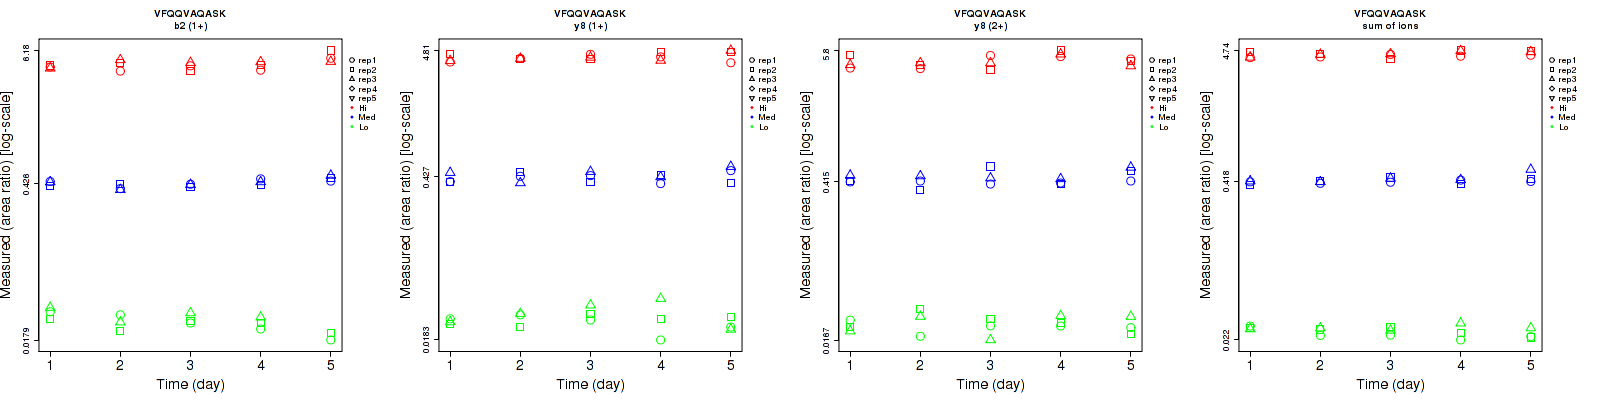 VFQQVAQASK
b2 (1+)
Measured (area ratio) [log-scale]
6.18
0.426
0.0179
1 2 3 4 5
Time (day)
rep1
rep2
rep3
rep4
rep5
Hi
Med
Lo
VFQQVAQASK
y8 (1+)
Measured (area ratio) [log-scale]
4.81
0.427
0.0183
1 2 3 4 5
Time (day)
rep1
rep2
rep3
rep4
rep5
Hi
Med
Lo
VFQQVAQASK
y8 (2+)
Measured (area ratio) [log-scale]
5.8
0.415
0.0167
1 2 3 4 5
Time (day)
rep1
rep2
rep3
rep4
rep5
Hi
Med
Lo
VFQQVAQASK
sum of ions
Measured (area ratio) [log-scale]
4.74
0.418
0.022
1 2 3 4 5
Time (day)
rep1
rep2
rep3
rep4
rep5
Hi
Med
Lo